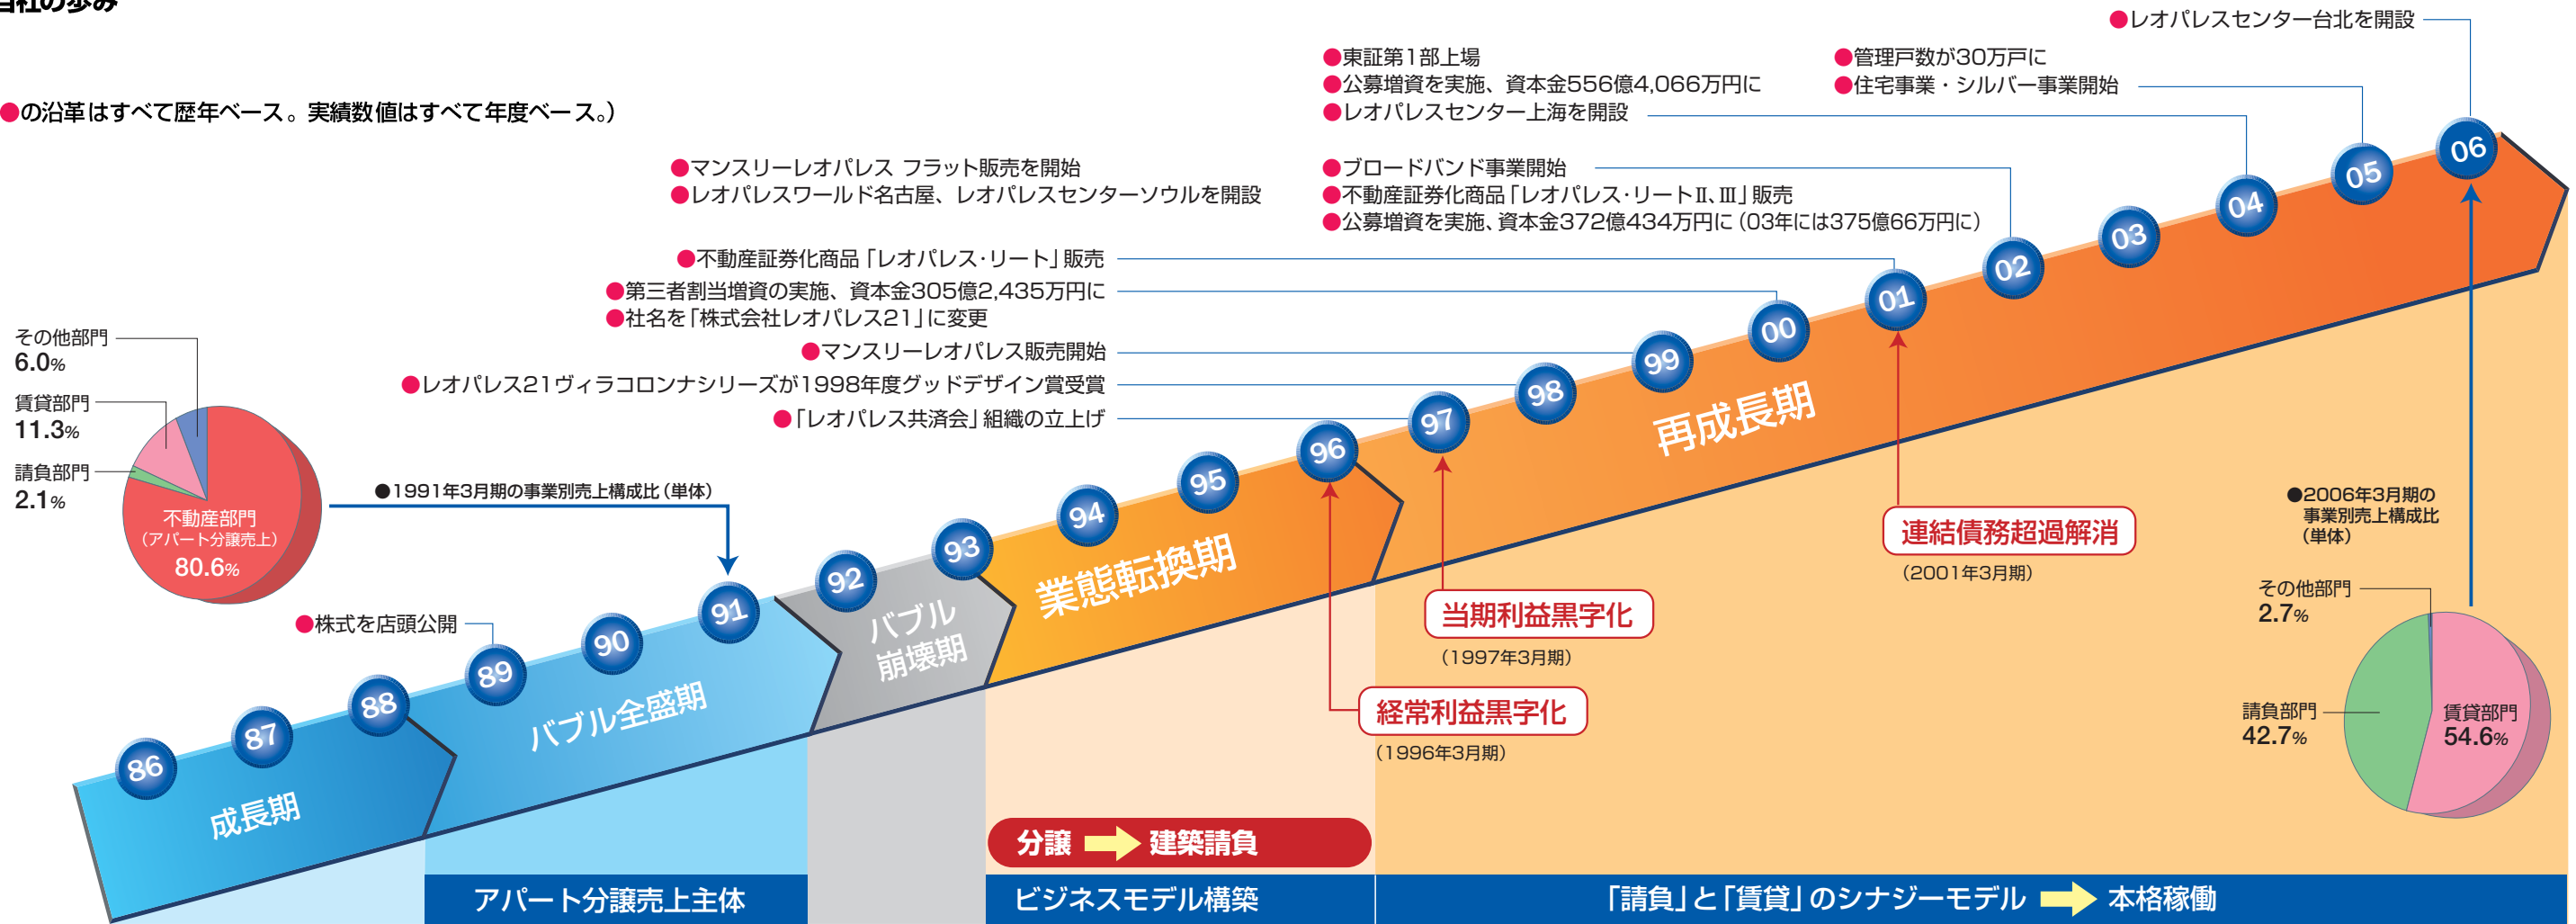 当社の歩み
●の沿革はすべて歴年ベース。実績数値はすべて年度ベース。）
●レオパレスセンター台北を開設
●東証第1部上場
●公募増資を実施、資本金556億4,066万円に
●レオパレスセンター上海を開設
●管理戸数が30万戸に
●住宅事業・シルバー事業開始
●マンスリーレオパレス フラット販売を開始
●レオパレスワールド名古屋、レオパレスセンターソウルを開設
●ブロードバンド事業開始
●不動産証券化商品「レオパレス・リートⅡ、Ⅲ」販売
●公募増資を実施、資本金372億434万円に（03年には375億66万円に）
●不動産証券化商品「レオパレス・リート」販売
●第三者割当増資の実施、資本金305億2,435万円に
●社名を「株式会社レオパレス21」に変更
●マンスリーレオパレス販売開始
●レオパレス21ヴィラコロンナシリーズが1998年度グッドデザイン賞受賞
●「レオパレス共済会」組織の立上げ
その他部門
6.0%
賃貸部門
11.3%
請負部門
2.1%
不動産部門
（アパート分譲売上）
80.6%
●1991年3月期の事業別売上構成比（単体）
●株式を店頭公開
86
87
88
89
90
91
92
93
94
95
96
97
98
99
00
01
02
03
04
05
06
成長期
バブル全盛期
バブル
崩壊期
業態転換期
再成長期
連結債務超過解消
（2001年3月期）
当期利益黒字化
（1997年3月期）
経常利益黒字化
（1996年3月期）
●2006年3月期の
事業別売上構成比
（単体）
その他部門
2.7%
請負部門
42.7%
賃貸部門
54.6%
分譲 建築請負
アパート分譲売上主体
ビジネスモデル構築
「請負」と「賃貸」のシナジーモデル 本格稼働